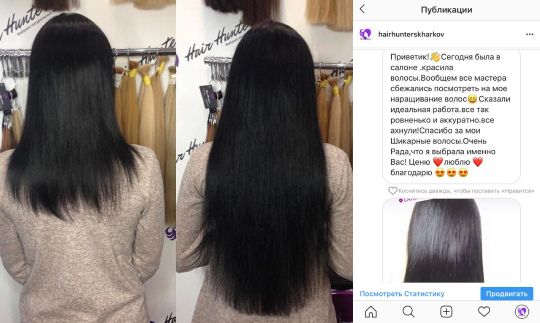 Hair Hunter
Hair Hunter
Публикации
hairhunterskharkov
Приветик!👋Сегодня была в
салоне .красила
волосы.Вообщем все мастера
сбежались посмотреть на мое
наращивание волос😄Сказали
идеальная работа.все так
ровненько и аккуратно.все
ахнули!Спасибо за мои
Шикарные волосы.Очень
Рада,что я выбрала именно
Вас! Ценю ❤️люблю ❤️
благодарю 😍😍😍
Коснитесь дважды, чтобы поставить «Нравится»
Посмотреть Статистику
Продвигать